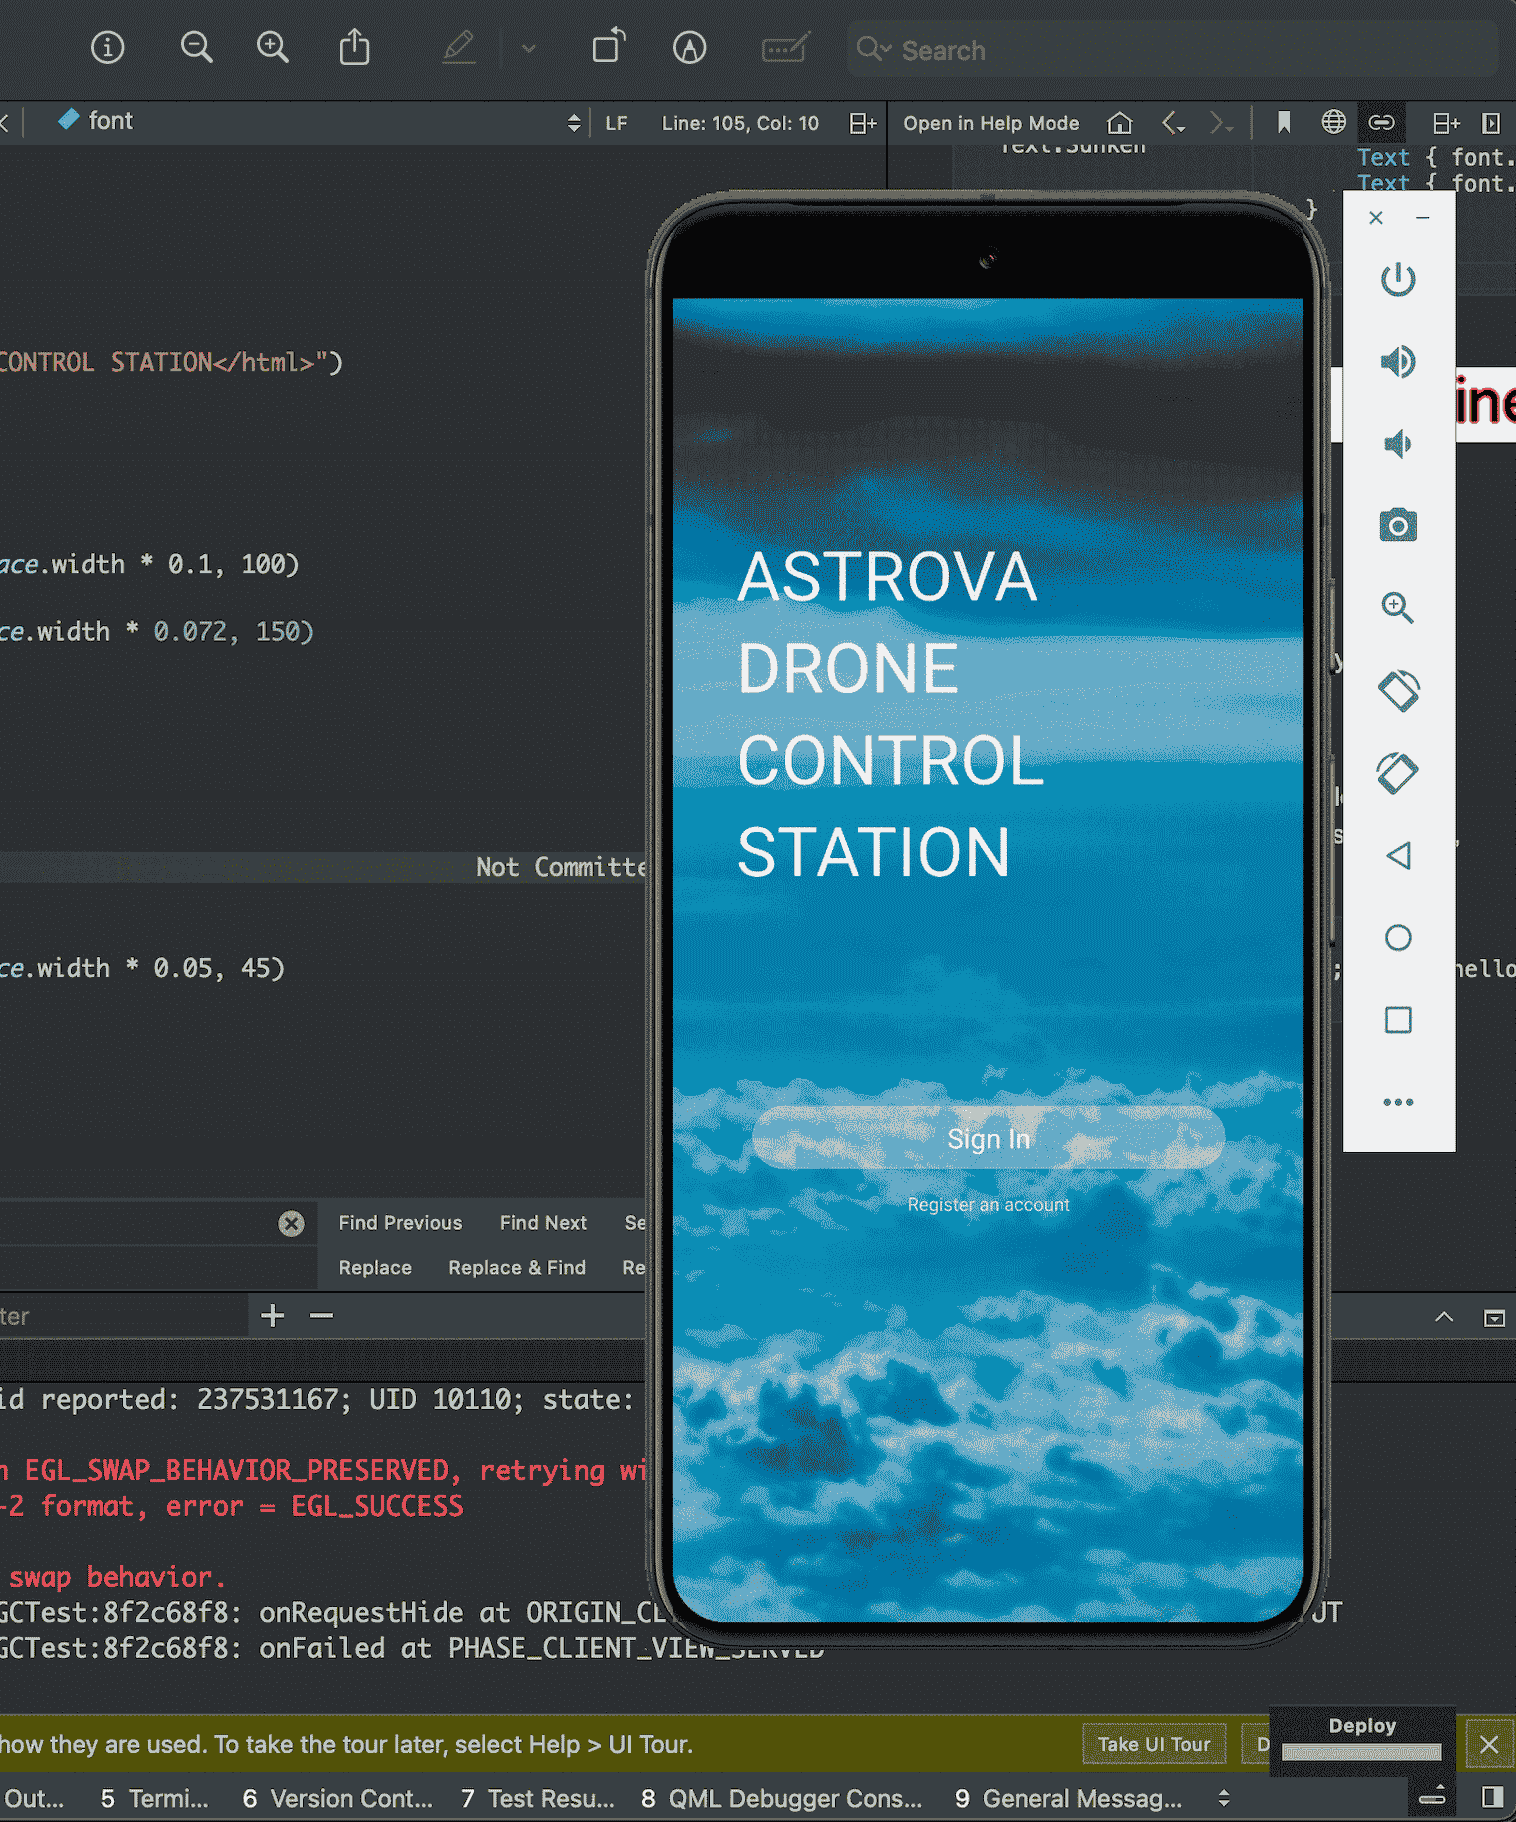 Search
font
LF
Line: 105, Col: 10
Open in Help Mode
Text.Sunken
Text { font.
Text { font.
}
CONTROL STATION</html>")
ace.width * 0.1, 100)
ce.width * 0.072, 150)
Not Committe
ce.width * 0.05, 45)
ASTROVA
DRONE
CONTROL
STATION
Sign In
Register an account
ine
;
hello
Find Previous
Find Next
Se
Replace
Replace & Find
Re
ter
id reported: 237531167; UID 10110; state:
n EGL_SWAP_BEHAVIOR_PRESERVED, retrying wi
-2 format, error = EGL_SUCCESS
swap behavior.
GCTest:8f2c68f8: onRequestHide at ORIGIN_CL
UT
GCTest:8f2c68f8: onFailed at PHASE_CLIENT_VIEW_SERVED
how they are used. To take the tour later, select Help > UI Tour.
Take UI Tour
D
Deploy
Out...
5 Termi...
6 Version Cont...
7 Test Resu...
8 QML Debugger Cons...
9 General Messag...